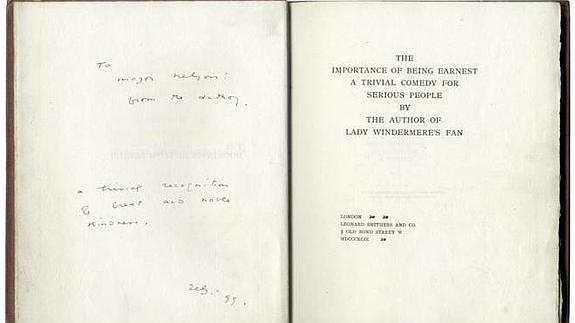 To
major Nelson:
from the author.
a trivial recognition
of great and noble
kindness.
Feb. - 99.
THE
IMPORTANCE OF BEING EARNEST
A TRIVIAL COMEDY FOR
SERIOUS PEOPLE
BY
THE AUTHOR OF
LADY WINDERMERE'S FAN
LONDON
LEONARD SMITHERS AND CO
5 OLD BOND STREET W
MDCCCXCIX